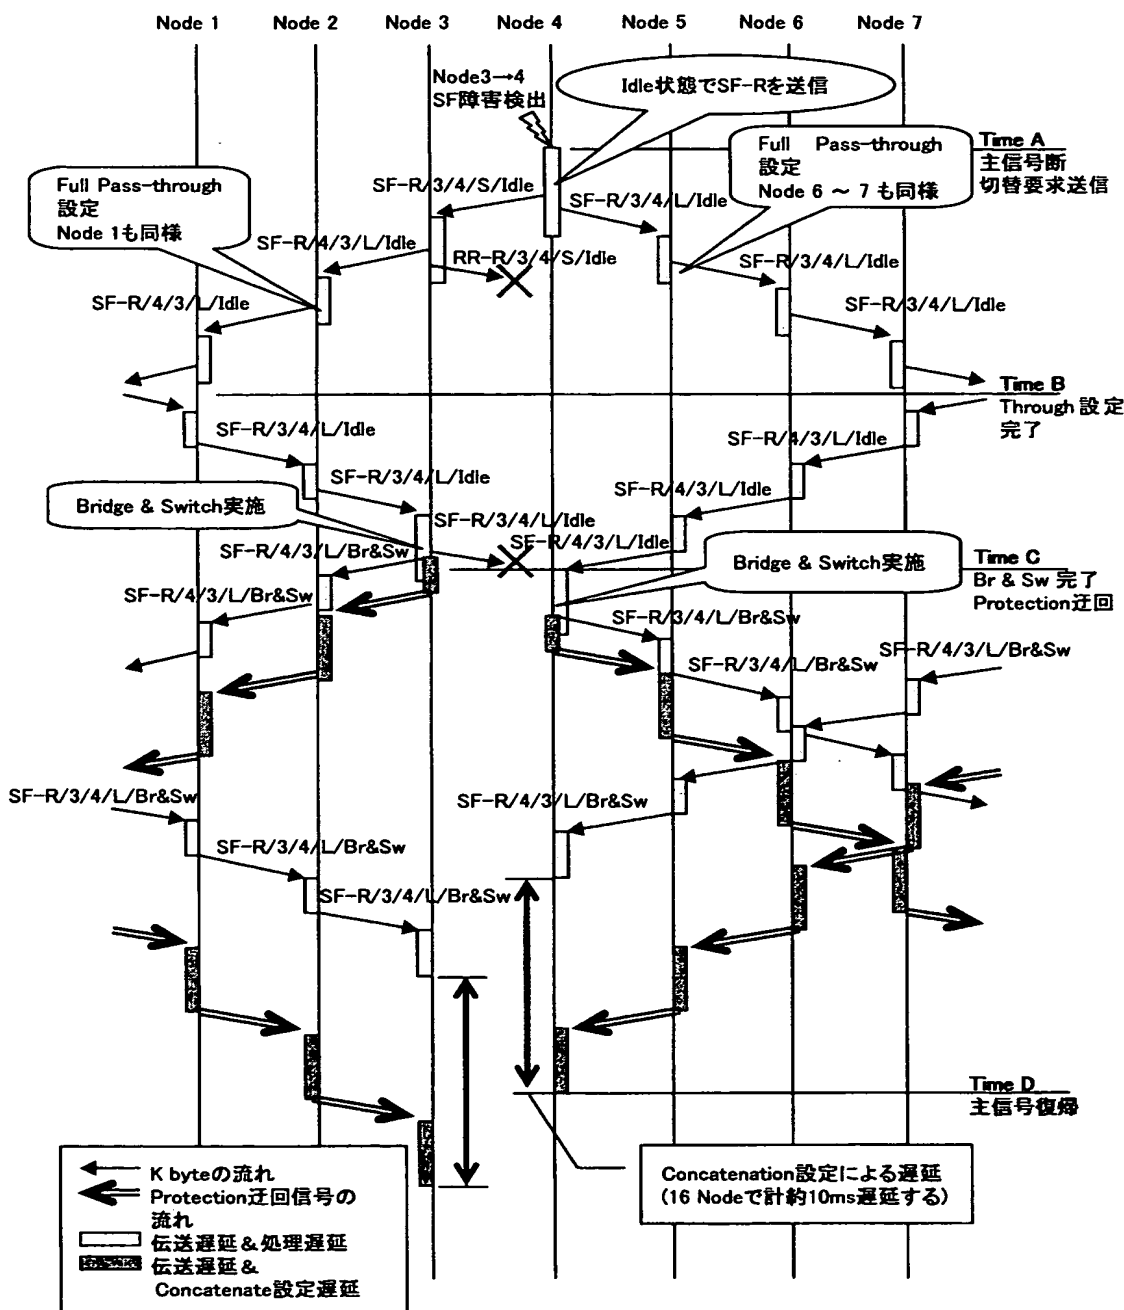 Node 1
Node 2
Node 3
Node 4
Node 5
Node 6
Node 7
Node3→4
SF障害検出
Idle状態でSF-Rを送信
Time A
主信号断
切替要求送信
Full Pass-through
設定
Node 6 ～ 7 も同様
Full Pass-through
設定
Node 1も同様
SF-R/3/4/S/Idle
SF-R/3/4/L/Idle
SF-R/4/3/L/Idle
RR-R/3/4/S/Idle
SF-R/3/4/L/Idle
SF-R/4/3/L/Idle
SF-R/3/4/L/Idle
Time B
Through 設定
完了
SF-R/3/4/L/Idle
SF-R/4/3/L/Idle
SF-R/3/4/L/Idle
SF-R/4/3/L/Idle
Bridge & Switch実施
SF-R/3/4/L/Idle
SF-R/4/3/L/Idle
SF-R/4/3/L/Br&Sw
Bridge & Switch実施
Time C
Br & Sw 完了
Protection迂回
SF-R/4/3/L/Br&Sw
SF-R/3/4/L/Br&Sw
SF-R/4/3/L/Br&Sw
SF-R/3/4/L/Br&Sw
SF-R/3/4/L/Br&Sw
SF-R/4/3/L/Br&Sw
SF-R/3/4/L/Br&Sw
SF-R/3/4/L/Br&Sw
Time D
主信号復帰
K byteの流れ
Protection迂回信号の
流れ
伝送遅延＆処理遅延
伝送遅延＆
Concatenate設定遅延
Concatenation設定による遅延
(16 Nodeで計約10ms遅延する)